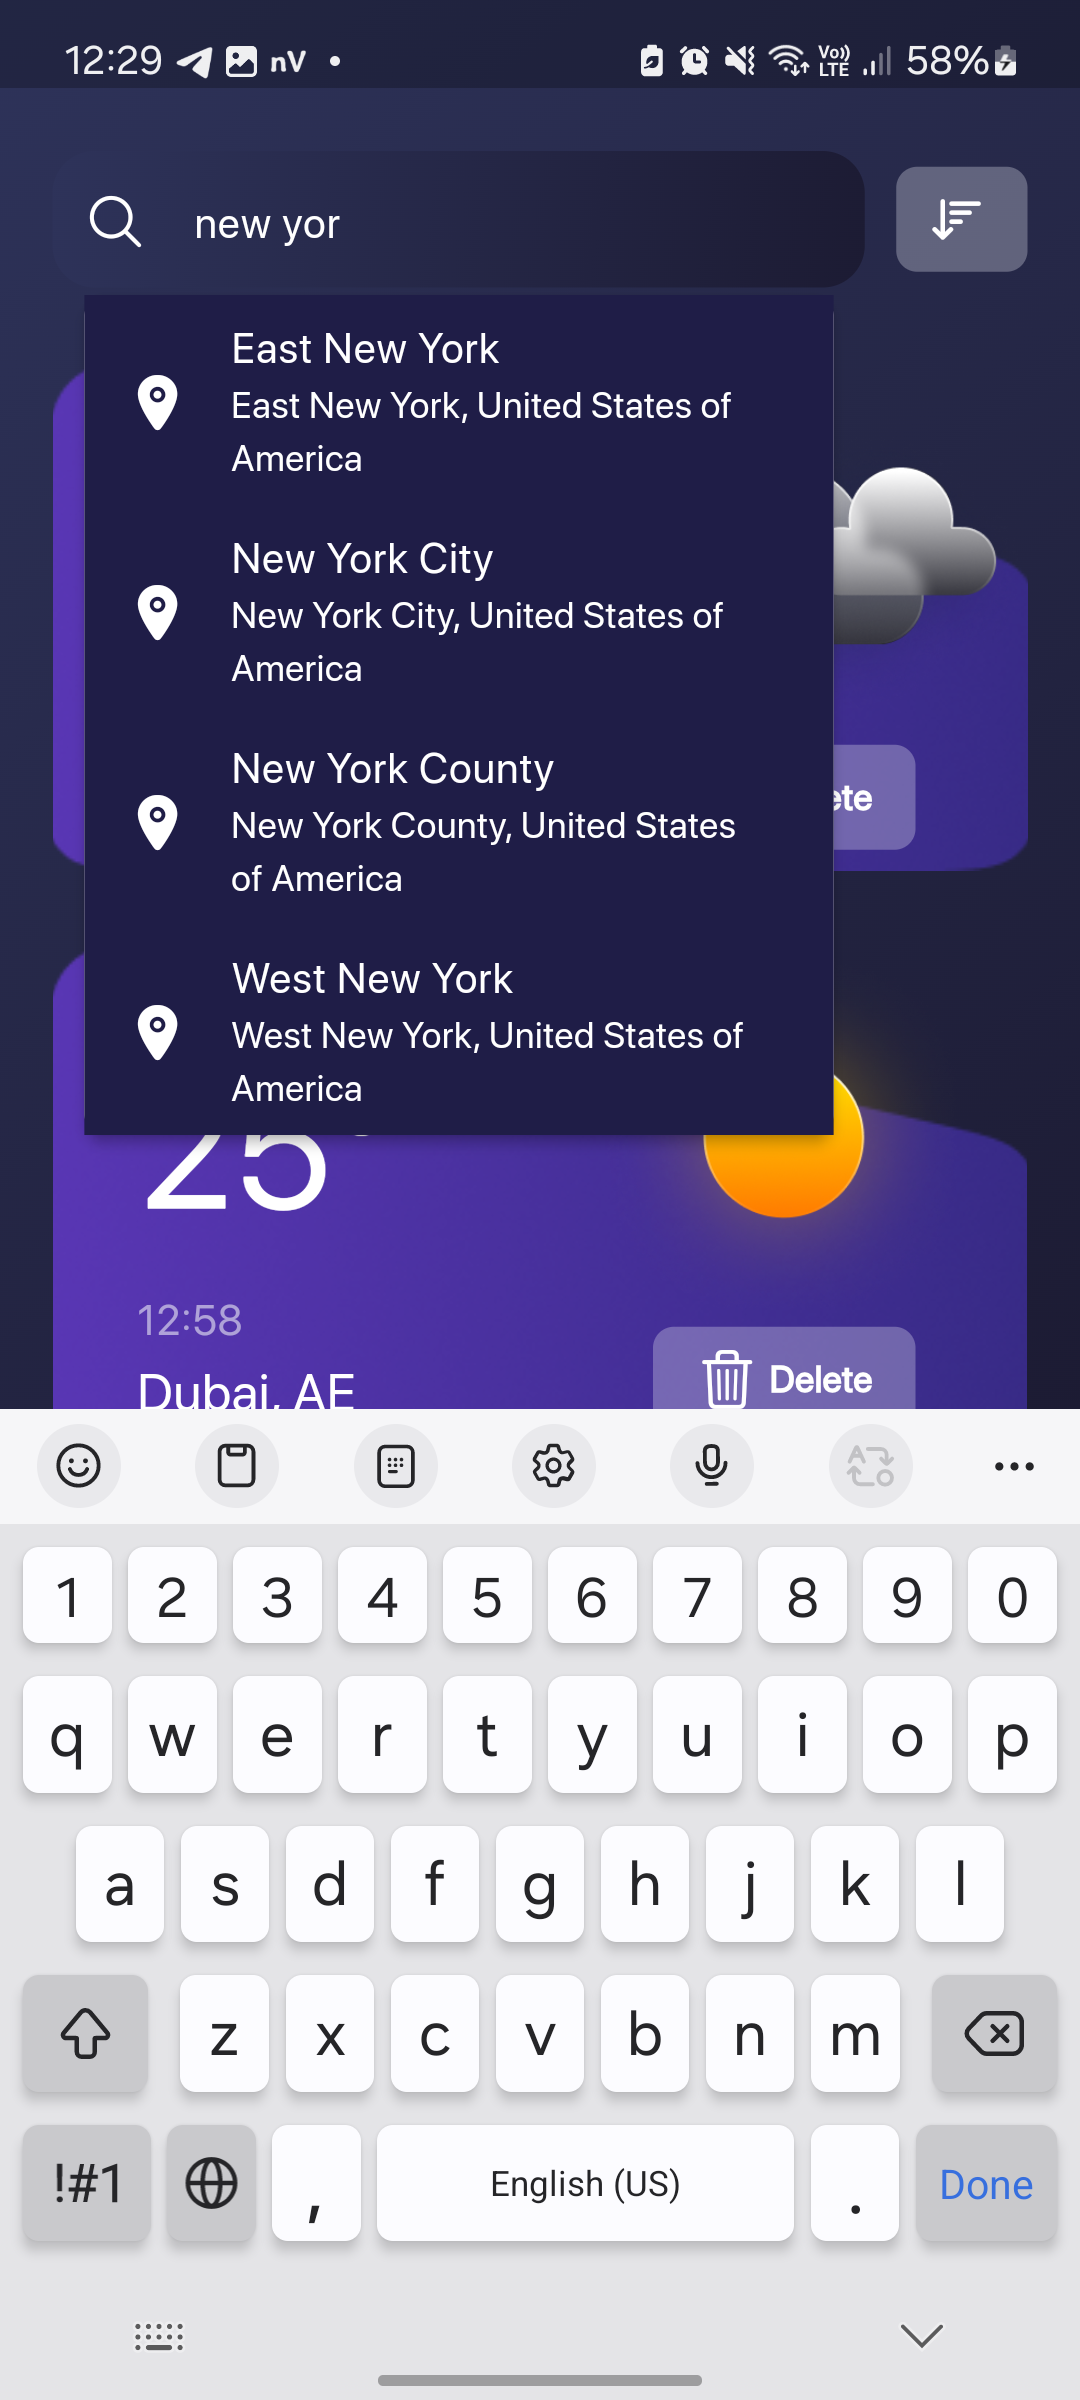 12:29 nV 58%
Vo))
LTE
new yor
East New York
East New York, United States of
America
New York City
New York City, United States of
America
New York County
New York County, United States
of America
West New York
West New York, United States of
America
ete
25
12:58
Dubai, AE
Delete
1 2 3 4 5 6 7 8 9 0
q w e r t y u i o p
a s d f g h j k l
z x c v b n m
!#1 , English (US) . Done